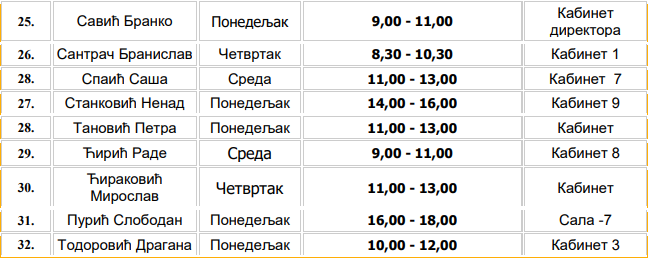 25. Савић Бранко Понедељак 9,00 - 11,00 Кабинет
директора
26. Сантрач Бранислав Четвртак 8,30 - 10,30 Кабинет 1
28. Спаић Саша Среда 11,00 - 13,00 Кабинет 7
27. Станковић Ненад Понедељак 14,00 - 16,00 Кабинет 9
28. Тановић Петра Понедељак 11,00 - 13,00 Кабинет
29. Ћирић Раде Среда 9,00 - 11,00 Кабинет 8
30. Ћираковић
Мирослав Четвртак 11,00 - 13,00 Кабинет
31. Пурић Слободан Понедељак 16,00 - 18,00 Сала -7
32. Тодоровић Драгана Понедељак 10,00 - 12,00 Кабинет 3